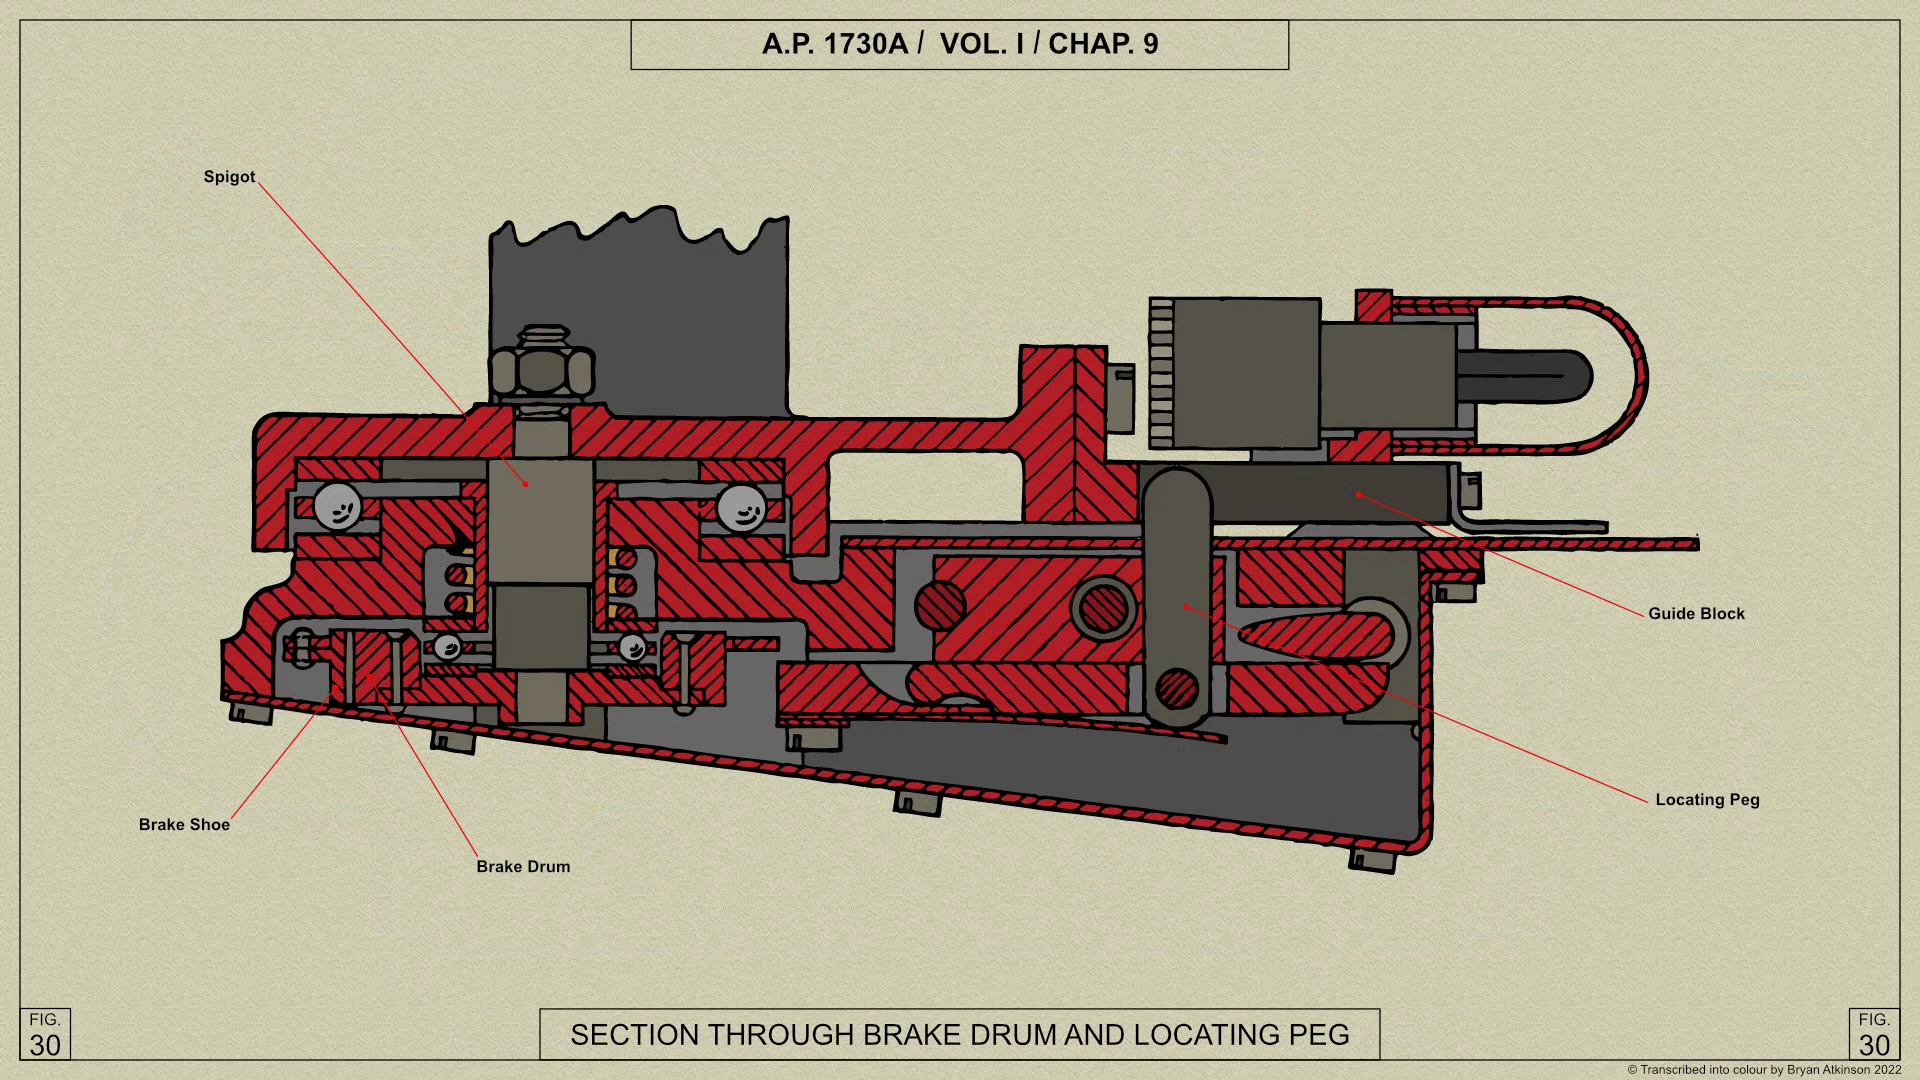 A.P. 1730A / VOL. I / CHAP. 9
Spigot
Guide Block
Locating Peg
Brake Shoe
Brake Drum
FIG.
30
SECTION THROUGH BRAKE DRUM AND LOCATING PEG
FIG.
30
© Transcribed into colour by Bryan Atkinson 2022